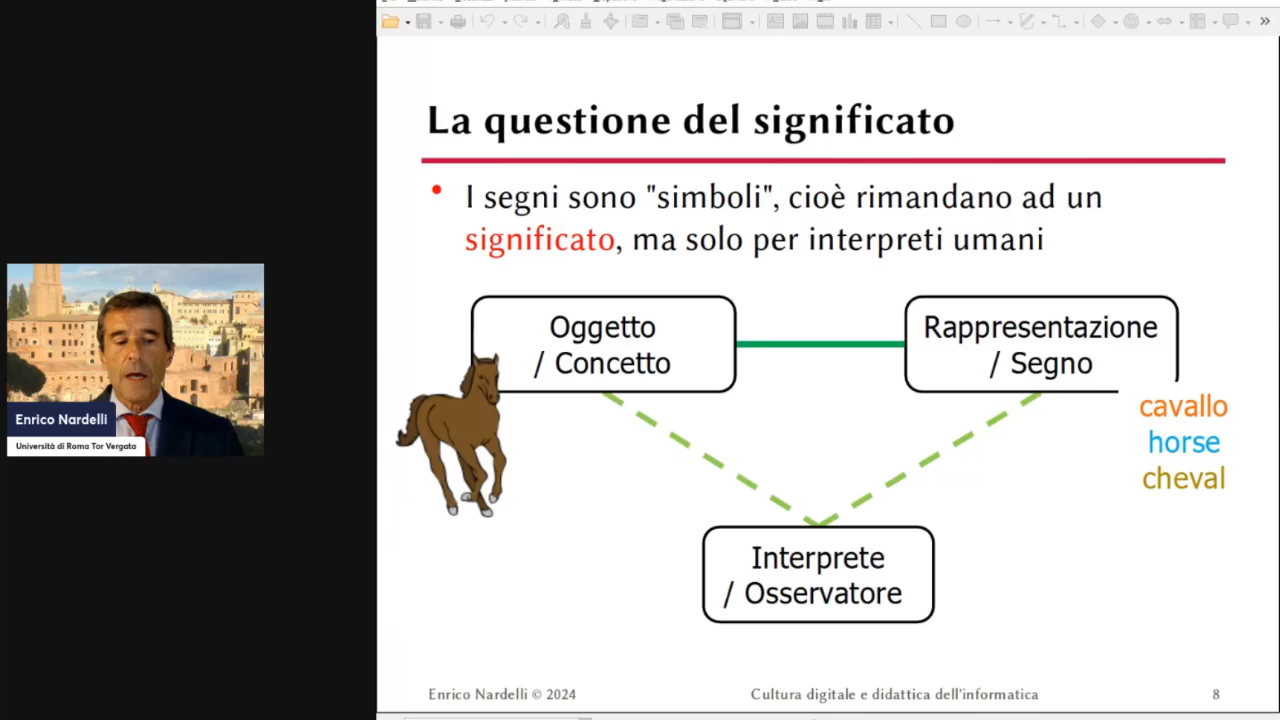 La questione del significato
• I segni sono "simboli", cioè rimandano ad un
significato, ma solo per interpreti umani
Oggetto
/ Concetto
Rappresentazione
/ Segno
cavallo
horse
cheval
Interprete
/ Osservatore
Enrico Nardelli
Università di Roma Tor Vergata
Enrico Nardelli © 2024
Cultura digitale e didattica dell'informatica
8